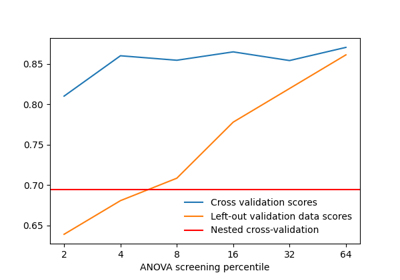 0.85
0.80
0.75
0.70
0.65
Cross validation scores
Left-out validation data scores
Nested cross-validation
2 4 8 16 32 64
ANOVA screening percentile